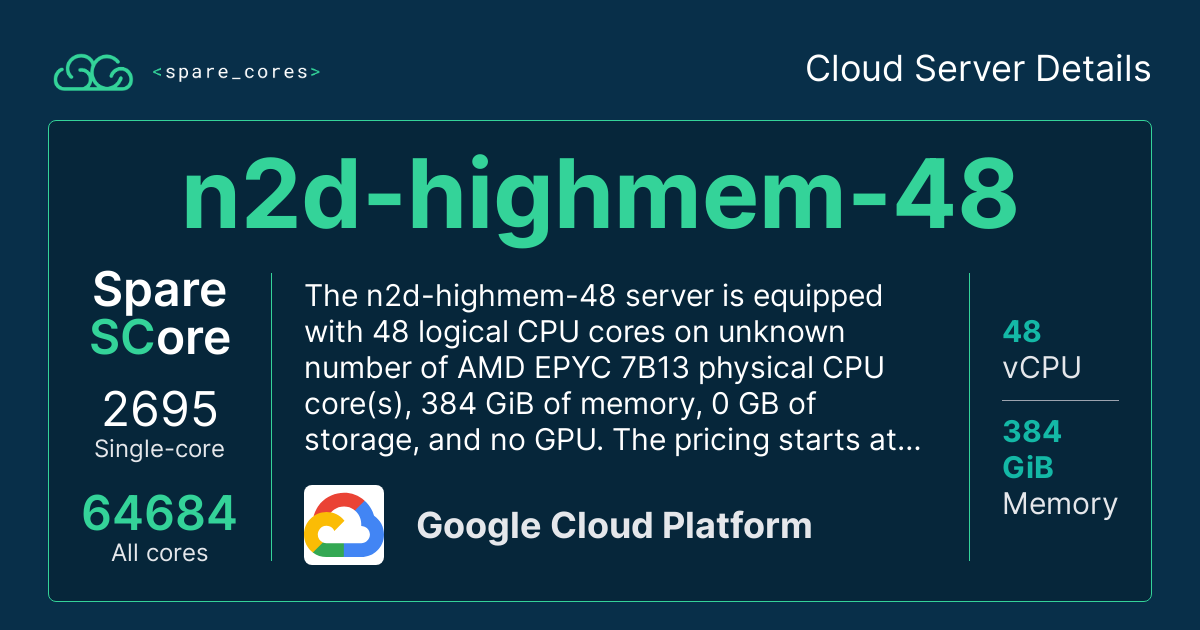 <spare_cores>
Cloud Server Details
n2d-highmem-48
Spare
SCore
2695
Single-core
64684
All cores
The n2d-highmem-48 server is equipped
with 48 logical CPU cores on unknown
number of AMD EPYC 7B13 physical CPU
core(s), 384 GiB of memory, 0 GB of
storage, and no GPU. The pricing starts at...
Google Cloud Platform
48
vCPU
384
GiB
Memory